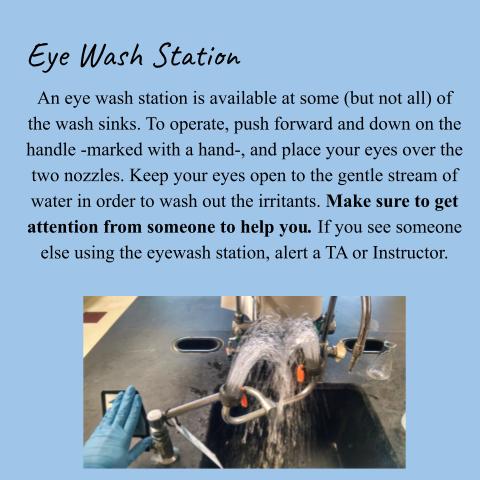 Eye Wash Station
An eye wash station is available at some (but not all) of
the wash sinks. To operate, push forward and down on the
handle -marked with a hand-, and place your eyes over the
two nozzles. Keep your eyes open to the gentle stream of
water in order to wash out the irritants. Make sure to get
attention from someone to help you. If you see someone
else using the eyewash station, alert a TA or Instructor.